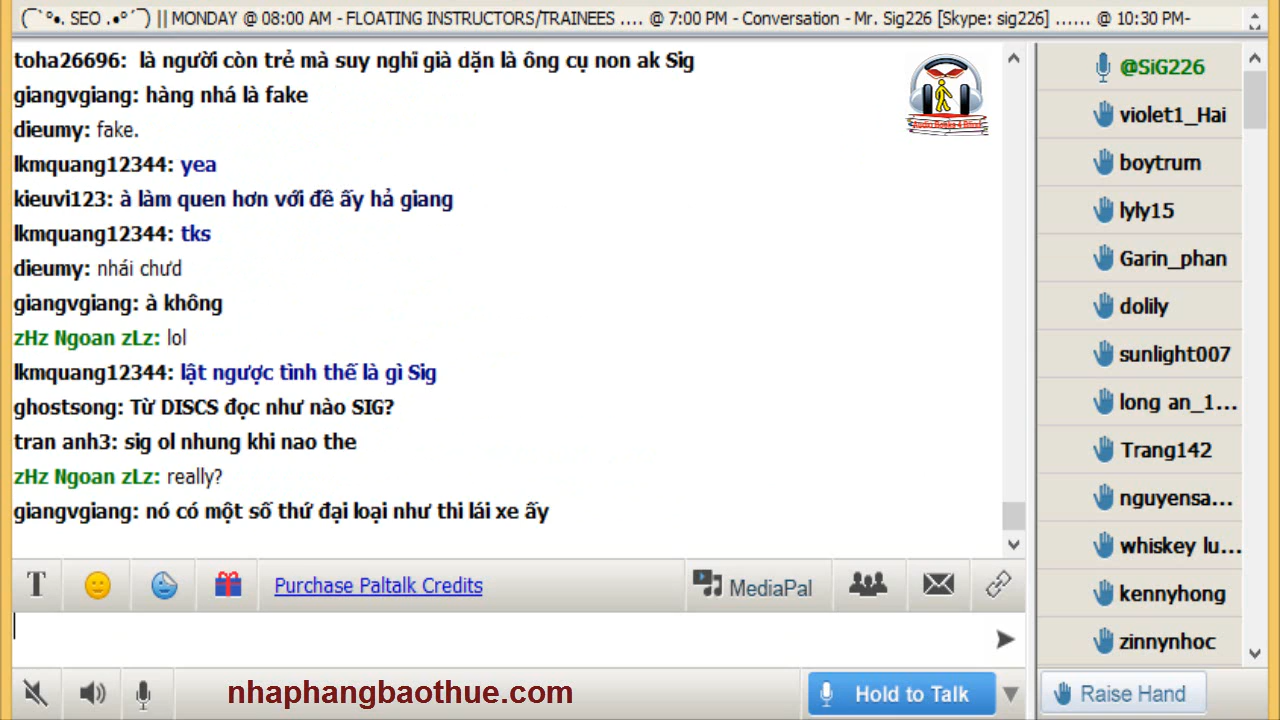 (¯`°•. SEO .•°´¯) || MONDAY @ 08:00 AM - FLOATING INSTRUCTORS/TRAINEES .... @ 7:00 PM - Conversation - Mr. Sig226 [Skype: sig226] ...... @ 10:30 PM-
toha26696: là người còn trẻ mà suy nghĩ già dặn là ông cụ non ak Sig
giangvgiang: hàng nhá là fake
dieumy: fake.
lkmquang12344: yea
kieuvi123: à làm quen hơn với đề ấy hả giang
lkmquang12344: tks
dieumy: nhái chưd
giangvgiang: à không
zHz Ngoan zLz: lol
lkmquang12344: lật ngược tình thế là gì Sig
ghostsong: Từ DISCS đọc như nào SIG?
tran anh3: sig ol nhung khi nao the
zHz Ngoan zLz: really?
giangvgiang: nó có một số thứ đại loại như thi lái xe ấy
@SiG226
violet1_Hai
boytrum
lyly15
Garin_phan
dolily
sunlight007
long an_1...
Trang142
nguyensa...
whiskey lu...
kennyhong
zinnynhoc
T
Purchase Paltalk Credits
MediaPal
nhaphangbaothue.com
Hold to Talk
Raise Hand